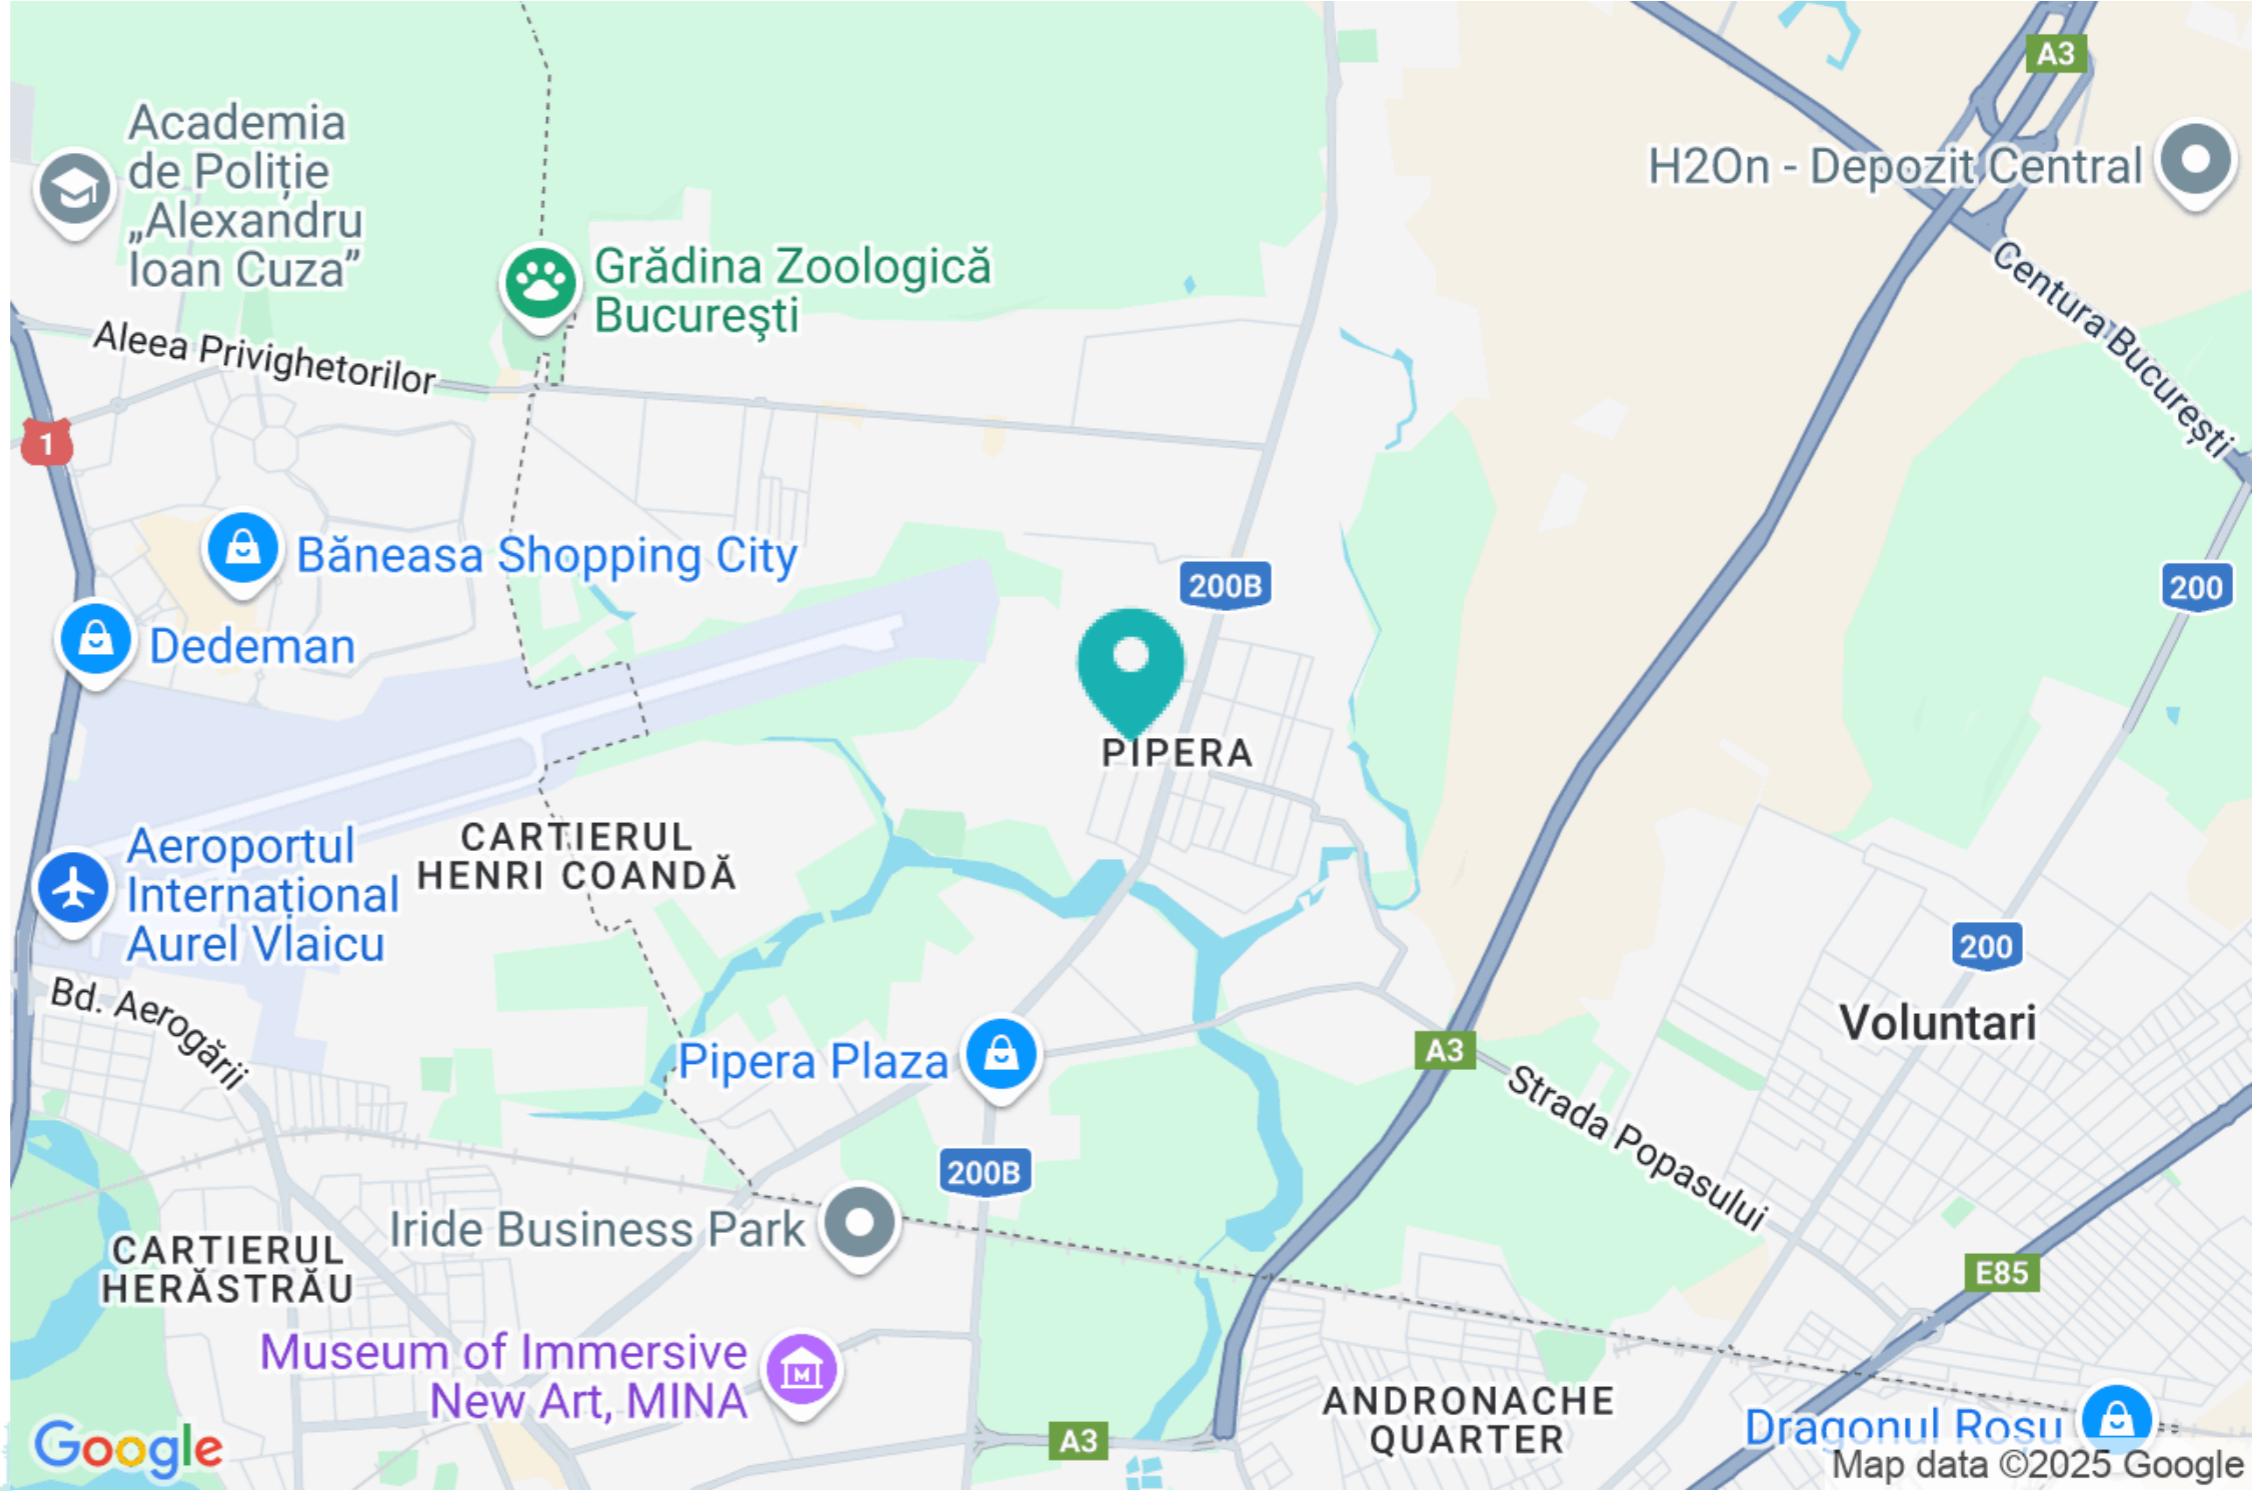 A3
Academia
de Poliție
„Alexandru
Ioan Cuza”
H2On - Depozit Central
Grădina Zoologică
Bucureşti
Centura București
Aleea Privighetorilor
1
Băneasa Shopping City
200B
200
Dedeman
PIPERA
CARTIERUL
HENRI COANDĂ
Aeroportul
Internațional
Aurel Vlaicu
200
Voluntari
Bd. Aerogării
Pipera Plaza
A3
Strada Popasului
200B
Iride Business Park
CARTIERUL
HERĂSTRĂU
E85
Museum of Immersive
New Art, MINA
ANDRONACHE
QUARTER
Dragonul Roșu
A3
Google
Map data ©2025 Google